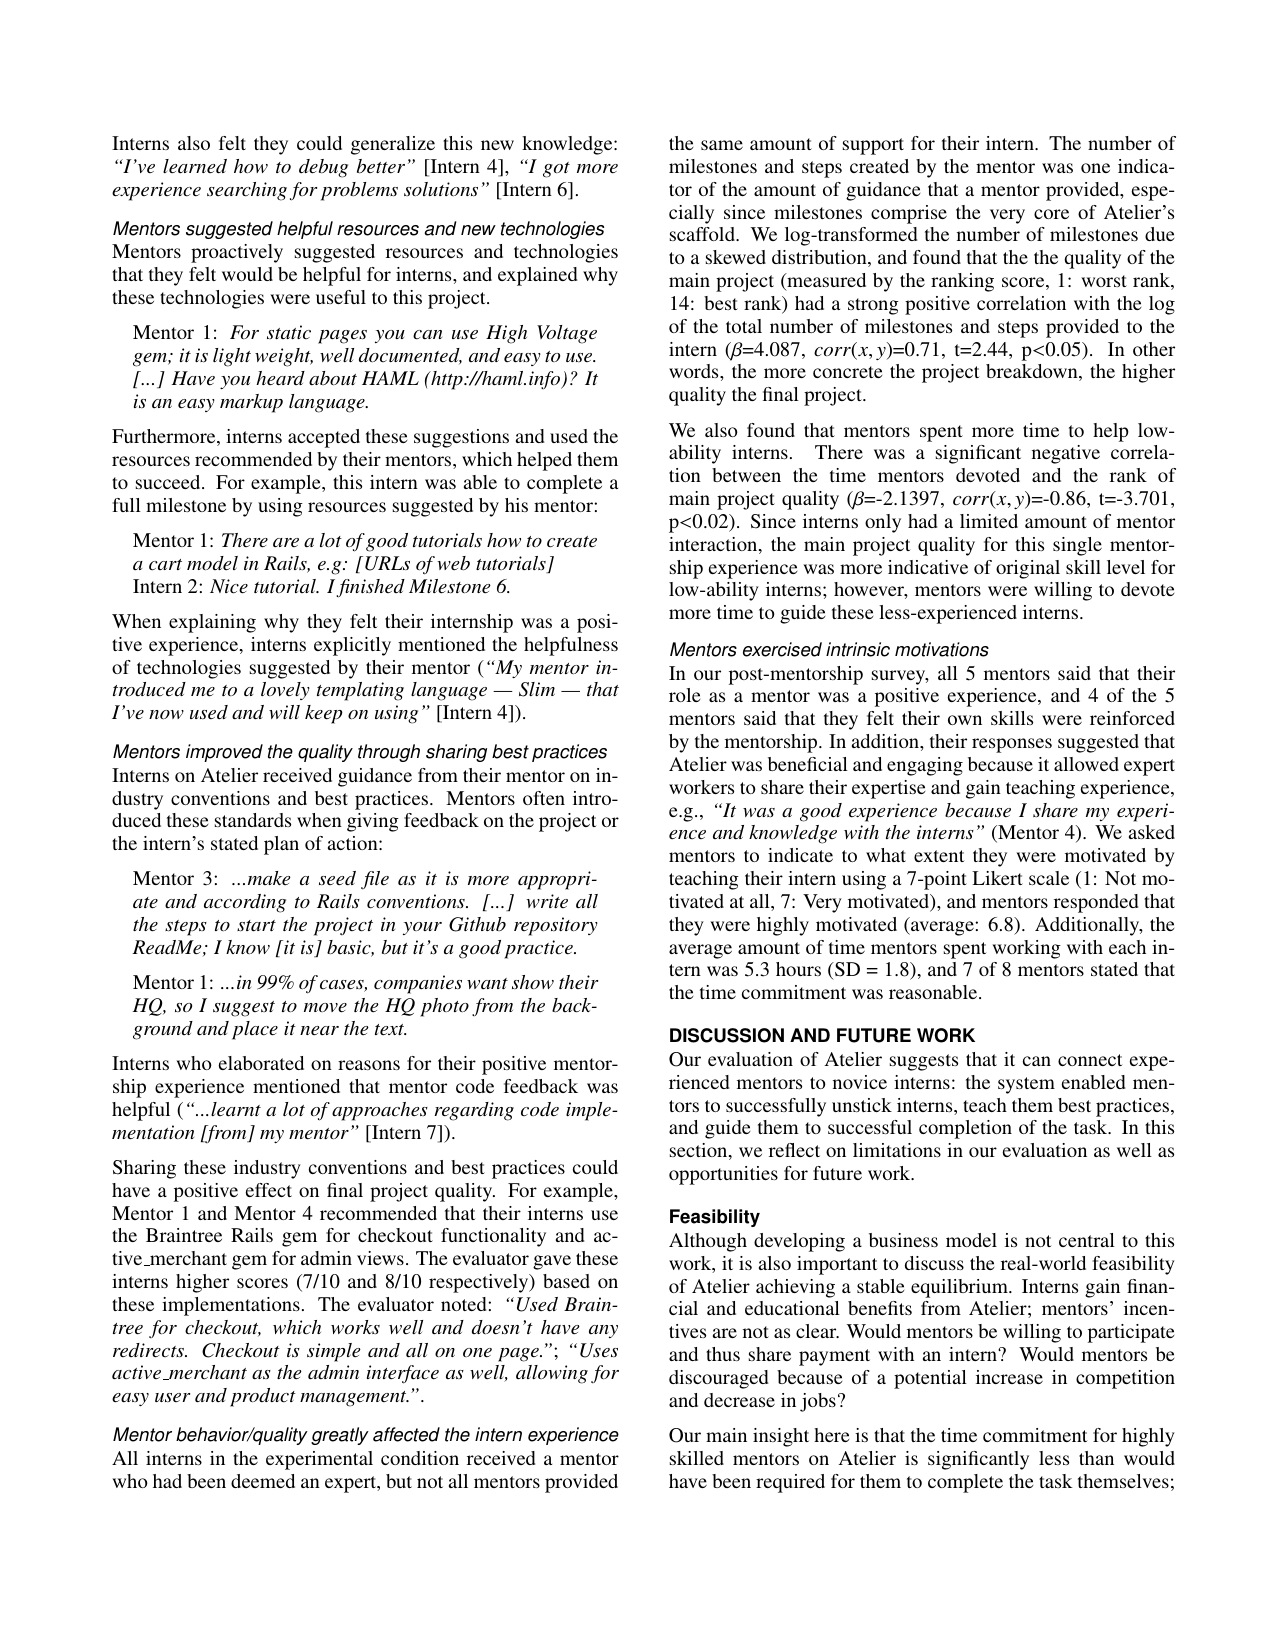 Interns also felt they could generalize this new knowledge:
“I’ve learned how to debug better” [Intern 4], “I got more
experience searching for problems solutions” [Intern 6].
Mentors suggested helpful resources and new technologies
Mentors proactively suggested resources and technologies
that they felt would be helpful for interns, and explained why
these technologies were useful to this project.
Mentor 1: For static pages you can use High Voltage
gem; it is light weight, well documented, and easy to use.
[...] Have you heard about HAML (http://haml.info)? It
is an easy markup language.
Furthermore, interns accepted these suggestions and used the
resources recommended by their mentors, which helped them
to succeed. For example, this intern was able to complete a
full milestone by using resources suggested by his mentor:
Mentor 1: There are a lot of good tutorials how to create
a cart model in Rails, e.g: [URLs of web tutorials]
Intern 2: Nice tutorial. I finished Milestone 6.
When explaining why they felt their internship was a posi-
tive experience, interns explicitly mentioned the helpfulness
of technologies suggested by their mentor (“My mentor in-
troduced me to a lovely templating language — Slim — that
I’ve now used and will keep on using” [Intern 4]).
Mentors improved the quality through sharing best practices
Interns on Atelier received guidance from their mentor on in-
dustry conventions and best practices. Mentors often intro-
duced these standards when giving feedback on the project or
the intern’s stated plan of action:
Mentor 3: ...make a seed file as it is more appropri-
ate and according to Rails conventions. [...] write all
the steps to start the project in your Github repository
ReadMe; I know [it is] basic, but it’s a good practice.
Mentor 1: ...in 99% of cases, companies want show their
HQ, so I suggest to move the HQ photo from the back-
ground and place it near the text.
Interns who elaborated on reasons for their positive mentor-
ship experience mentioned that mentor code feedback was
helpful (“...learnt a lot of approaches regarding code imple-
mentation [from] my mentor” [Intern 7]).
Sharing these industry conventions and best practices could
have a positive effect on final project quality. For example,
Mentor 1 and Mentor 4 recommended that their interns use
the Braintree Rails gem for checkout functionality and ac-
tive_merchant gem for admin views. The evaluator gave these
interns higher scores (7/10 and 8/10 respectively) based on
these implementations. The evaluator noted: “Used Brain-
tree for checkout, which works well and doesn’t have any
redirects. Checkout is simple and all on one page.”; “Uses
active_merchant as the admin interface as well, allowing for
easy user and product management.”.
Mentor behavior/quality greatly affected the intern experience
All interns in the experimental condition received a mentor
who had been deemed an expert, but not all mentors provided
the same amount of support for their intern. The number of
milestones and steps created by the mentor was one indica-
tor of the amount of guidance that a mentor provided, espe-
cially since milestones comprise the very core of Atelier’s
scaffold. We log-transformed the number of milestones due
to a skewed distribution, and found that the the quality of the
main project (measured by the ranking score, 1: worst rank,
14: best rank) had a strong positive correlation with the log
of the total number of milestones and steps provided to the
intern (β=4.087, corr(x,y)=0.71, t=2.44, p<0.05). In other
words, the more concrete the project breakdown, the higher
quality the final project.
We also found that mentors spent more time to help low-
ability interns. There was a significant negative correla-
tion between the time mentors devoted and the rank of
main project quality (β=-2.1397, corr(x,y)=-0.86, t=-3.701,
p<0.02). Since interns only had a limited amount of mentor
interaction, the main project quality for this single mentor-
ship experience was more indicative of original skill level for
low-ability interns; however, mentors were willing to devote
more time to guide these less-experienced interns.
Mentors exercised intrinsic motivations
In our post-mentorship survey, all 5 mentors said that their
role as a mentor was a positive experience, and 4 of the 5
mentors said that they felt their own skills were reinforced
by the mentorship. In addition, their responses suggested that
Atelier was beneficial and engaging because it allowed expert
workers to share their expertise and gain teaching experience,
e.g., “It was a good experience because I share my experi-
ence and knowledge with the interns” (Mentor 4). We asked
mentors to indicate to what extent they were motivated by
teaching their intern using a 7-point Likert scale (1: Not mo-
tivated at all, 7: Very motivated), and mentors responded that
they were highly motivated (average: 6.8). Additionally, the
average amount of time mentors spent working with each in-
tern was 5.3 hours (SD = 1.8), and 7 of 8 mentors stated that
the time commitment was reasonable.
DISCUSSION AND FUTURE WORK
Our evaluation of Atelier suggests that it can connect expe-
rienced mentors to novice interns: the system enabled men-
tors to successfully unstick interns, teach them best practices,
and guide them to successful completion of the task. In this
section, we reflect on limitations in our evaluation as well as
opportunities for future work.
Feasibility
Although developing a business model is not central to this
work, it is also important to discuss the real-world feasibility
of Atelier achieving a stable equilibrium. Interns gain finan-
cial and educational benefits from Atelier; mentors’ incen-
tives are not as clear. Would mentors be willing to participate
and thus share payment with an intern? Would mentors be
discouraged because of a potential increase in competition
and decrease in jobs?
Our main insight here is that the time commitment for highly
skilled mentors on Atelier is significantly less than would
have been required for them to complete the task themselves;